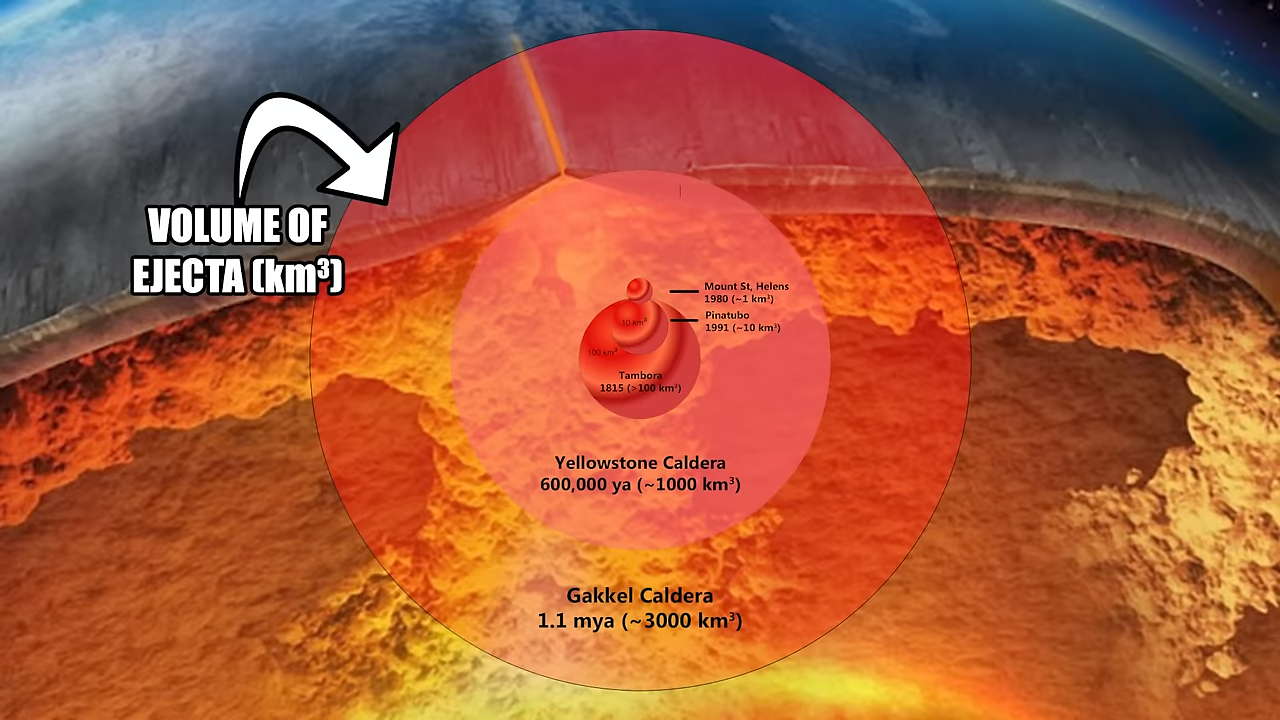 VOLUME OF
EJECTA (km³)
Mount St, Helens
1980 (~1 km³)
Pinatubo
1991 (~10 km³)
10 km³
100 km³
Tambora
1815 (>100 km³)
Yellowstone Caldera
600,000 ya (~1000 km³)
Gakkel Caldera
1.1 mya (~3000 km³)